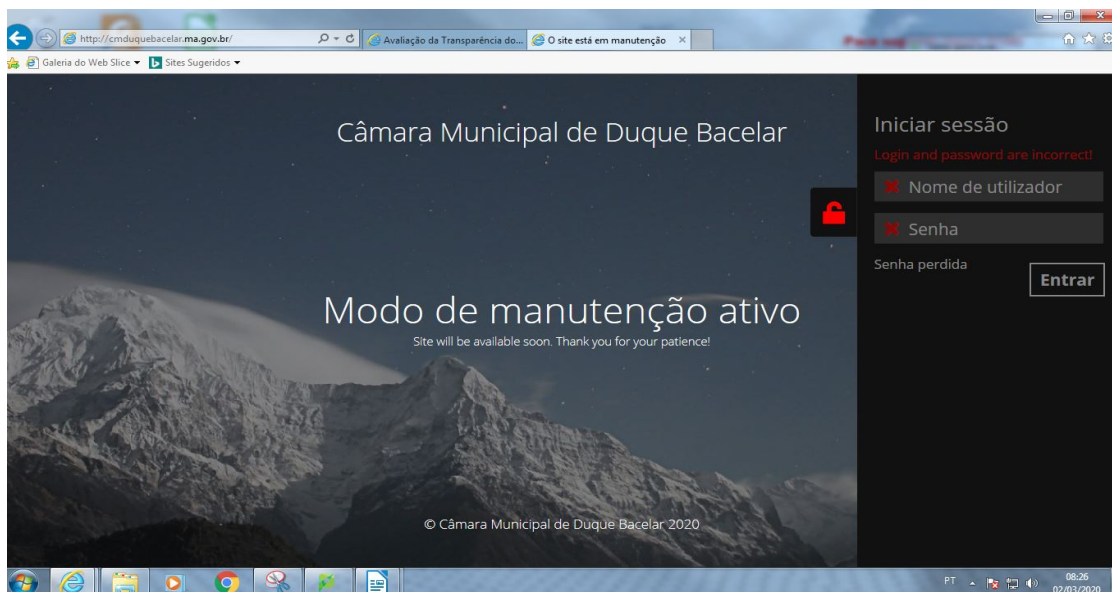 http://cmduquebacelar.ma.gov.br/
Avaliação da Transparência do...
O site está em manutenção
Galeria do Web Slice
Sites Sugeridos
Câmara Municipal de Duque Bacelar
Modo de manutenção ativo
Site will be available soon. Thank you for your patience!
© Câmara Municipal de Duque Bacelar 2020
Iniciar sessão
Login and password are incorrect!
Nome de utilizador
Senha
Senha perdida
Entrar
PT
08:26
02/03/2020